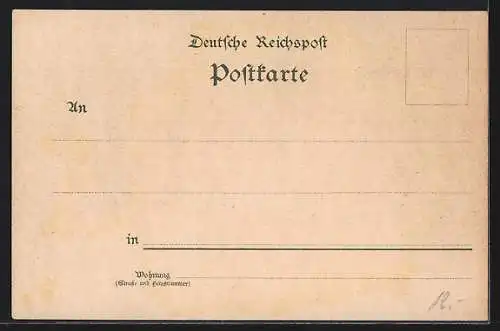 Deutsche Reichspost
Postkarte
An
in
Wohnung
(Straße und Hausnummer)